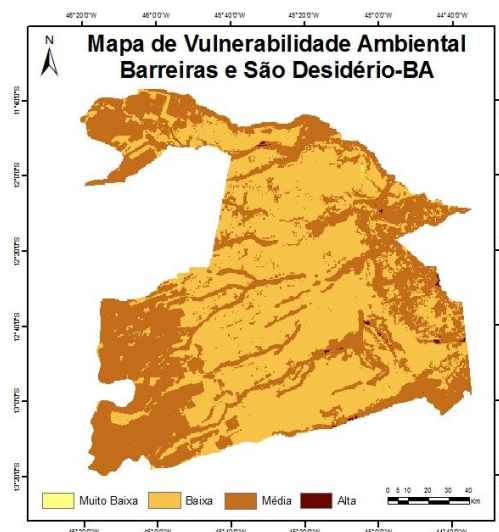 46°20'0"W 46°0'0"W 45°40'0"W 45°20'0"W 45°0'0"W 44°40'0"W
N
Mapa de Vulnerabilidade Ambiental
Barreiras e São Desidério-BA
11°40'0"S
12°0'0"S
12°20'0"S
12°40'0"S
13°0'0"S
13°20'0"S
Muito Baixa Baixa Média Alta
0 5 10 20 30 40
Km